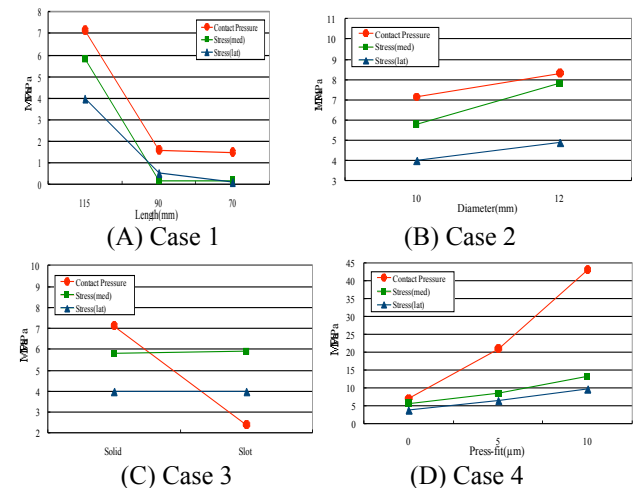 8
7
6
5
4
3
2
1
0
Contact Pressure
Stress(med)
Stress(lat)
115 90 70
Length(mm)
(A) Case 1
11
10
9
8
7
6
5
4
3
Contact Pressure
Stress(med)
Stress(lat)
10 12
Diameter(mm)
(B) Case 2
10
9
8
7
6
5
4
3
2
Contact Pressure
Stress(med)
Stress(lat)
Solid Slot
(C) Case 3
45
40
35
30
25
20
15
10
5
0
Contact Pressure
Stress(med)
Stress(lat)
0 5 10
Press-fit(μm)
(D) Case 4